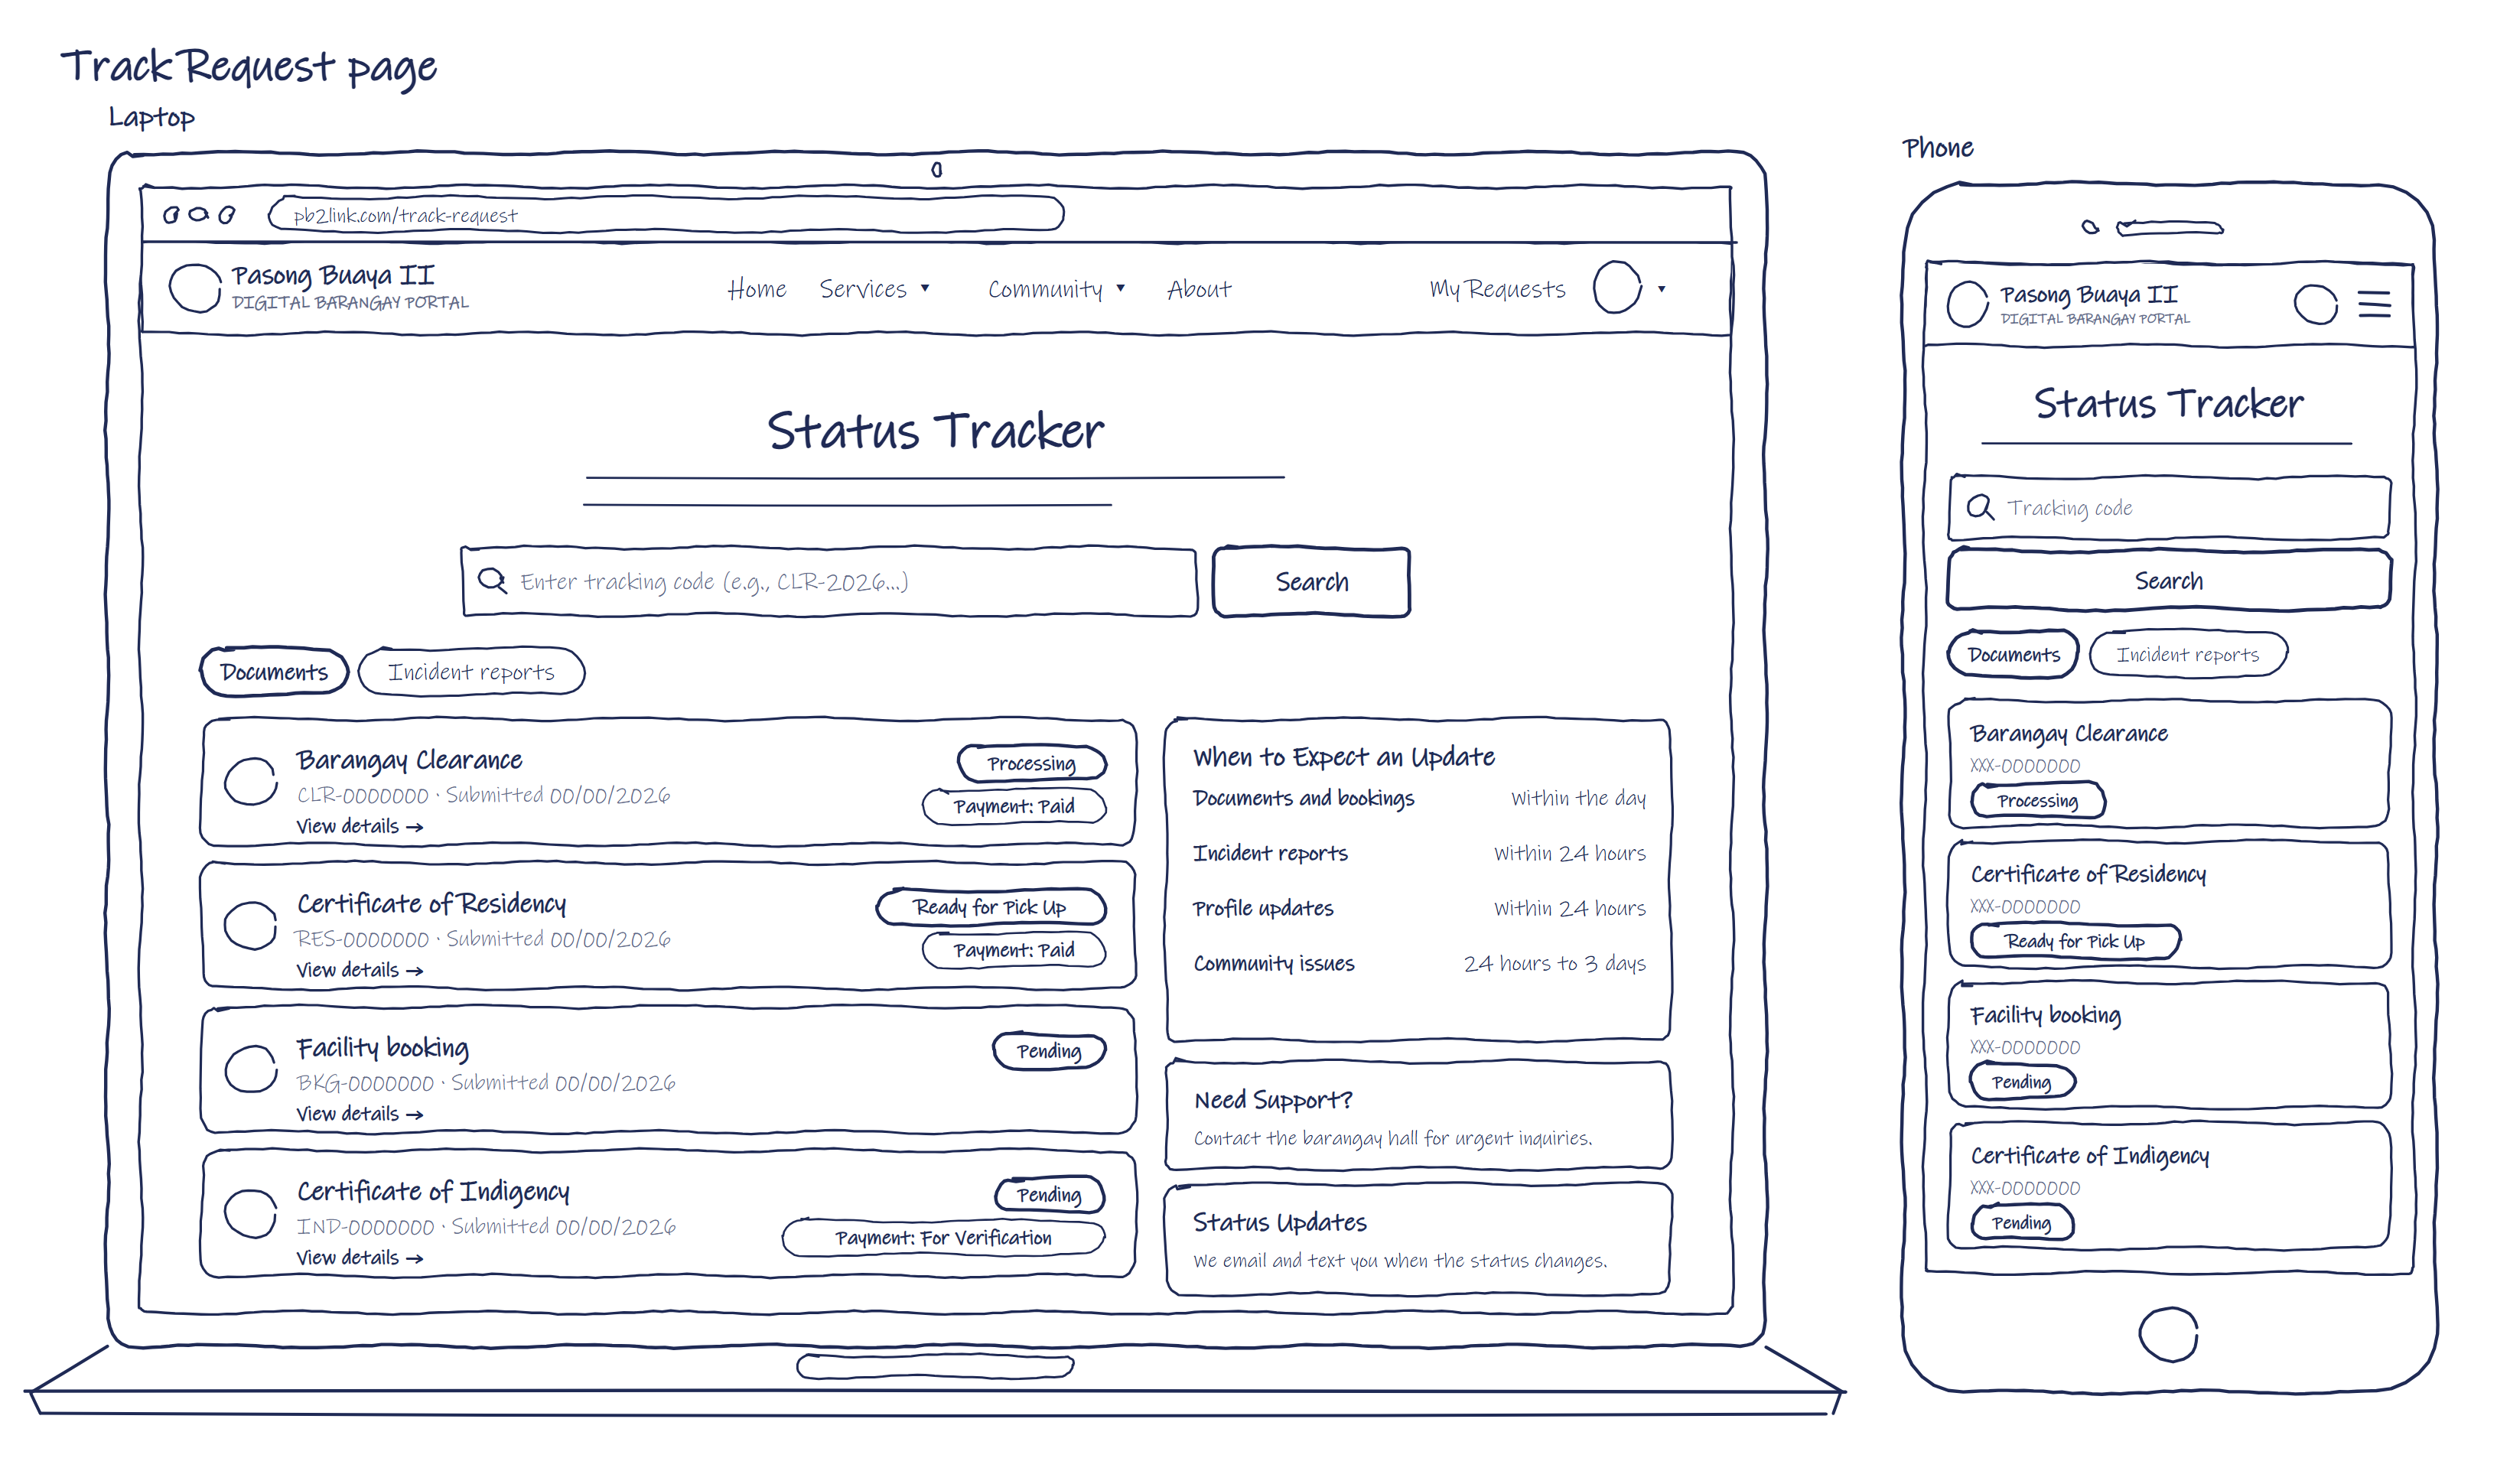 Track Request page
Laptop
pb2link.com/track-request
Pasong Buaya II
DIGITAL BARANGAY PORTAL
Home Services ▼ Community ▼ About My Requests ▼
Status Tracker
Enter tracking code (e.g., CLR-2026...)
Search
Documents Incident reports
Barangay Clearance
CLR-0000000 · Submitted 00/00/2026
View details →
Processing
Payment: Paid
Certificate of Residency
RES-0000000 · Submitted 00/00/2026
View details →
Ready for Pick Up
Payment: Paid
Facility booking
BKG-0000000 · Submitted 00/00/2026
View details →
Pending
Certificate of Indigency
IND-0000000 · Submitted 00/00/2026
View details →
Pending
Payment: For Verification
When to Expect an Update
Documents and bookings Within the day
Incident reports Within 24 hours
Profile updates Within 24 hours
Community issues 24 hours to 3 days
Need Support?
Contact the barangay hall for urgent inquiries.
Status Updates
We email and text you when the status changes.
Phone
Pasong Buaya II
DIGITAL BARANGAY PORTAL
Status Tracker
Tracking code
Search
Documents Incident reports
Barangay Clearance
XXX-0000000
Processing
Certificate of Residency
XXX-0000000
Ready for Pick Up
Facility booking
XXX-0000000
Pending
Certificate of Indigency
XXX-0000000
Pending